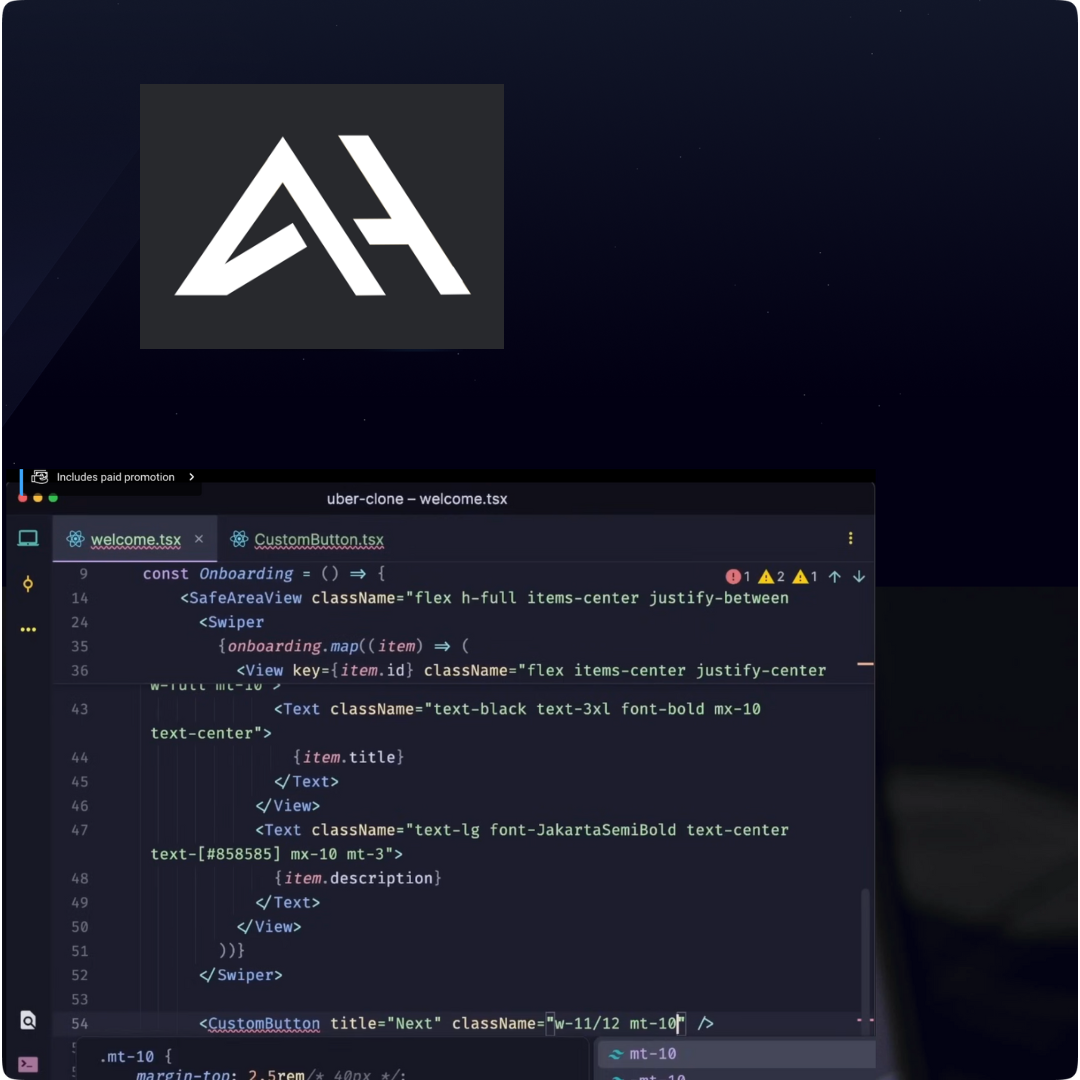 AH
Includes paid promotion
uber-clone – welcome.tsx
welcome.tsx × CustomButton.tsx
9 const Onboarding = () ⇒ { 1 2 1
14 <SafeAreaView className="flex h-full items-center justify-between
24 <Swiper
35 {onboarding.map((item) ⇒ (
36 <View key={item.id} className="flex items-center justify-center
w-full mt-10">
43 <Text className="text-black text-3xl font-bold mx-10
text-center">
44 {item.title}
45 </Text>
46 </View>
47 <Text className="text-lg font-JakartaSemiBold text-center
text-[#858585] mx-10 mt-3">
48 {item.description}
49 </Text>
50 </View>
51 ))}
52 </Swiper>
53
54 <CustomButton title="Next" className="w-11/12 mt-10" />
.mt-10 { mt-10
margin-top: 2.5rem/* 40px */; -mt-10